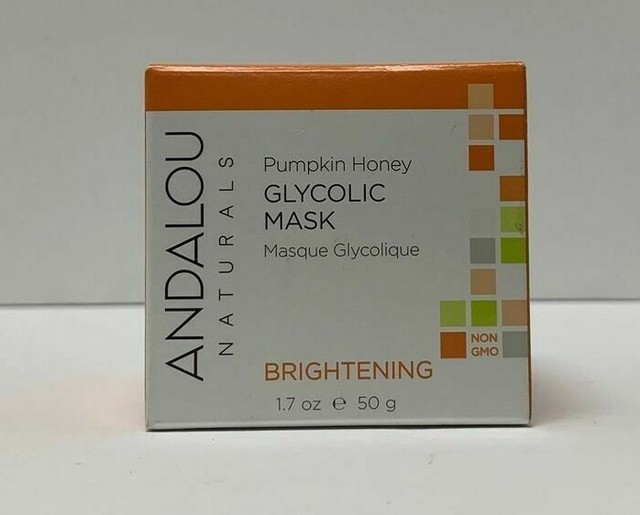 ANDALOU
NATURALS
Pumpkin Honey
GLYCOLIC
MASK
Masque Glycolique
NON
GMO
BRIGHTENING
1.7 oz ℮ 50 g